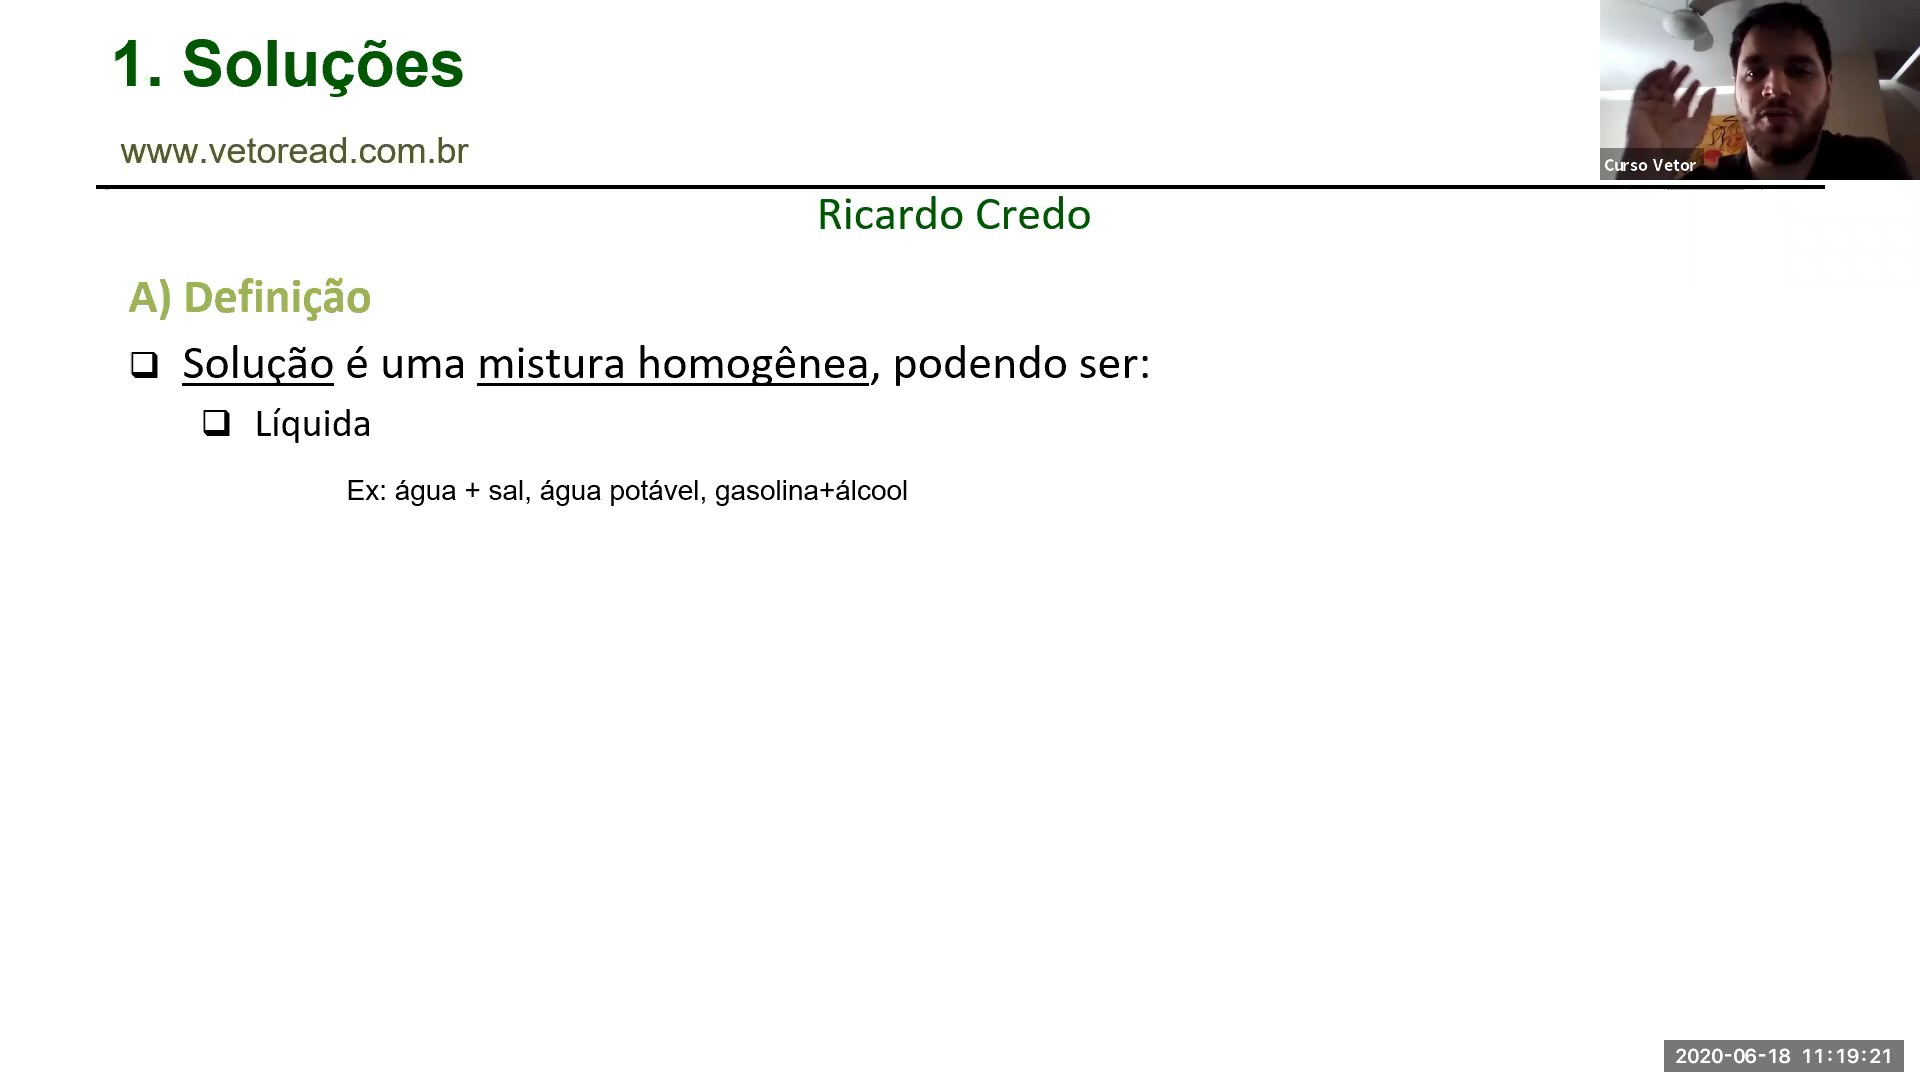 1. Soluções
www.vetoread.com.br
Curso Vetor
Ricardo Credo
A) Definição
❑ Solução é uma mistura homogênea, podendo ser:
❑ Líquida
Ex: água + sal, água potável, gasolina+álcool
2020-06-18 11:19:21